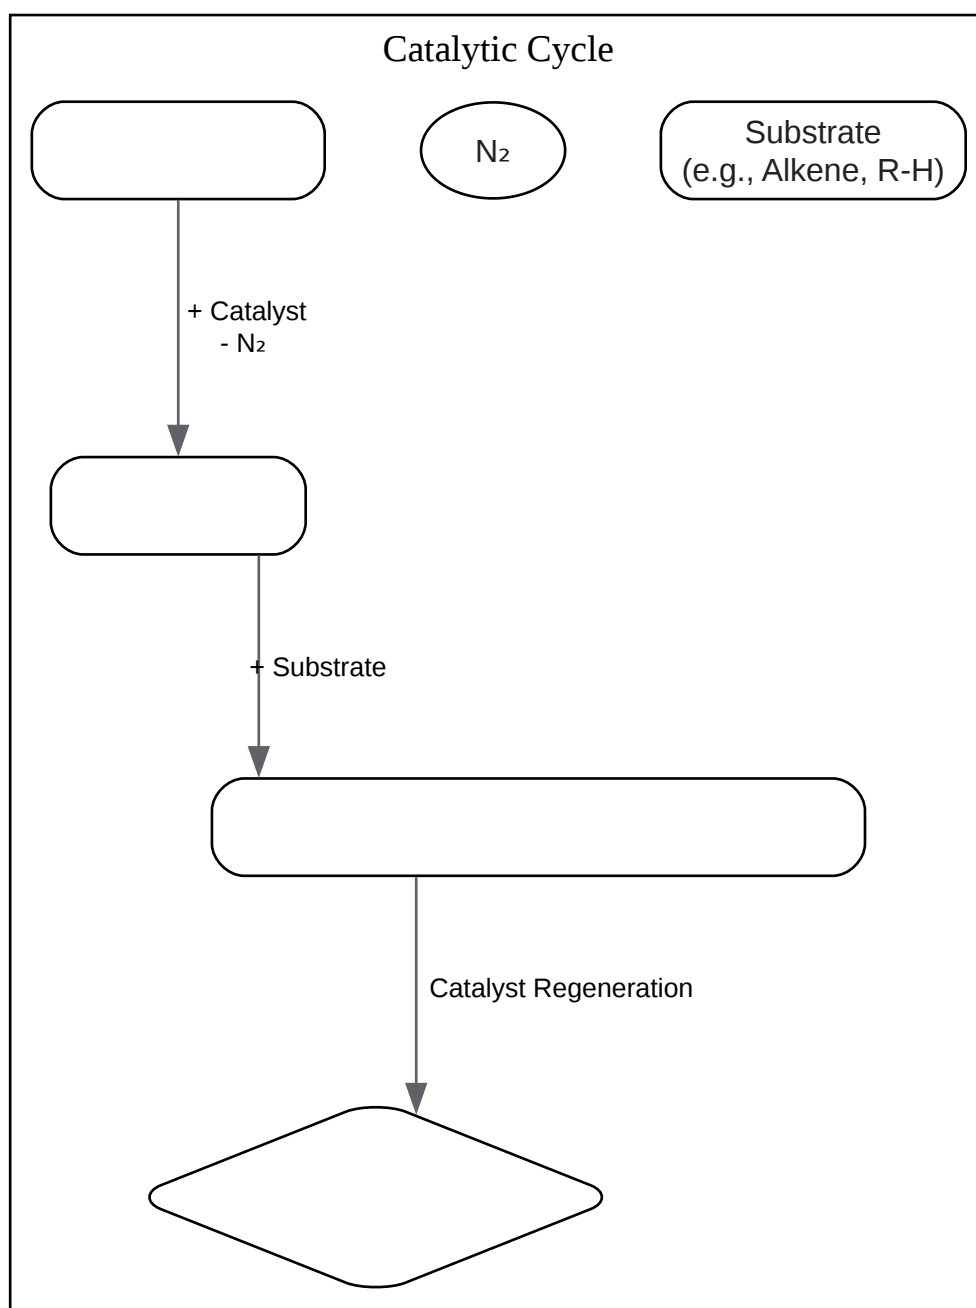 Catalytic Cycle
N₂
Substrate
(e.g., Alkene, R-H)
+ Catalyst
- N₂
+ Substrate
Catalyst Regeneration